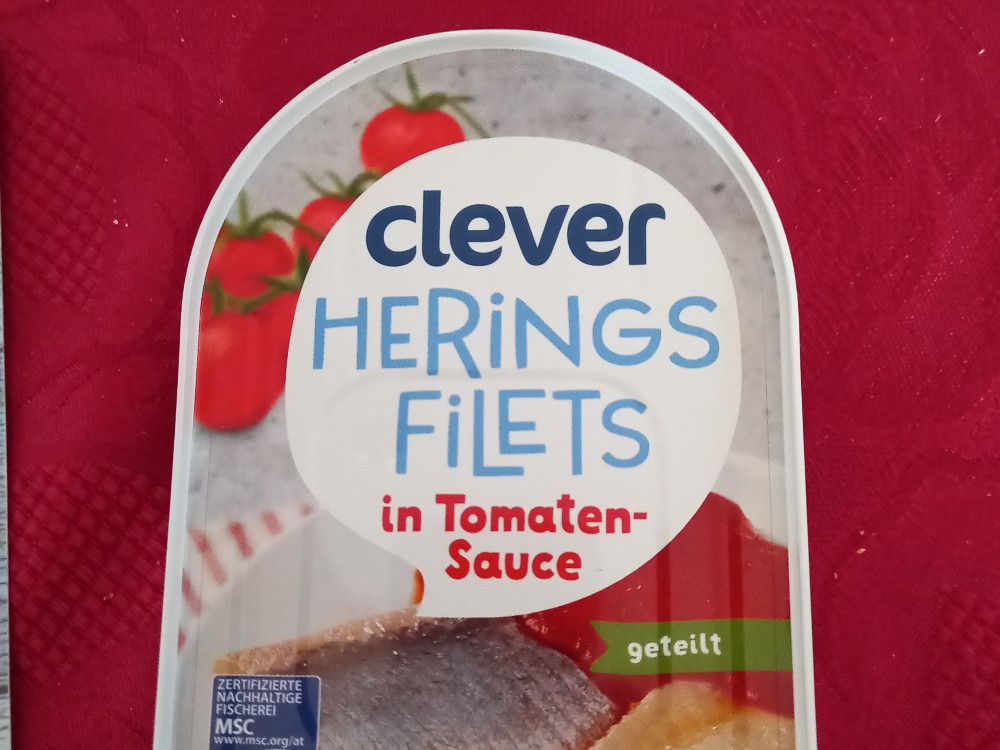 clever
HERiNGS
FiLETS
in Tomaten-
Sauce
geteilt
ZERTIFIZIERTE
NACHHALTIGE
FISCHEREI
MSC
www.msc.org/at